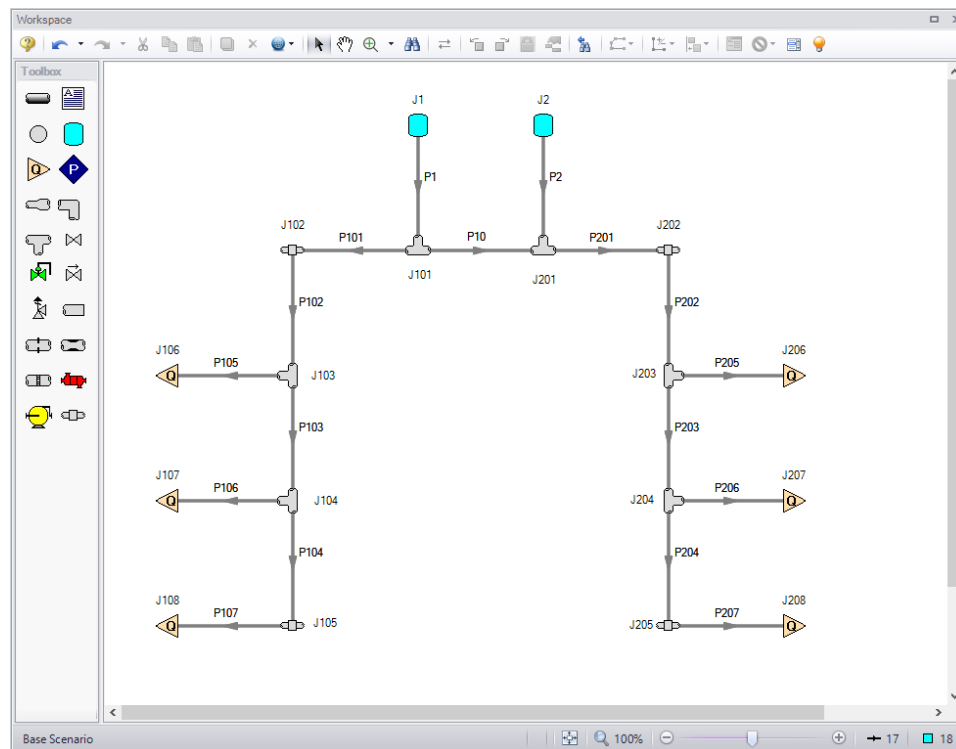 Workspace
Toolbox
A
Q
P
J1 J2
P1 P2
J102 P101 P10 P201 J202
J101 J201
P102 P202
J106 P105 J103 J203 P205 J206
Q Q
P103 P203
J107 P106 J104 J204 P206 J207
Q Q
P104 P204
J108 P107 J105 J205 P207 J208
Q Q
Base Scenario 100% 17 18